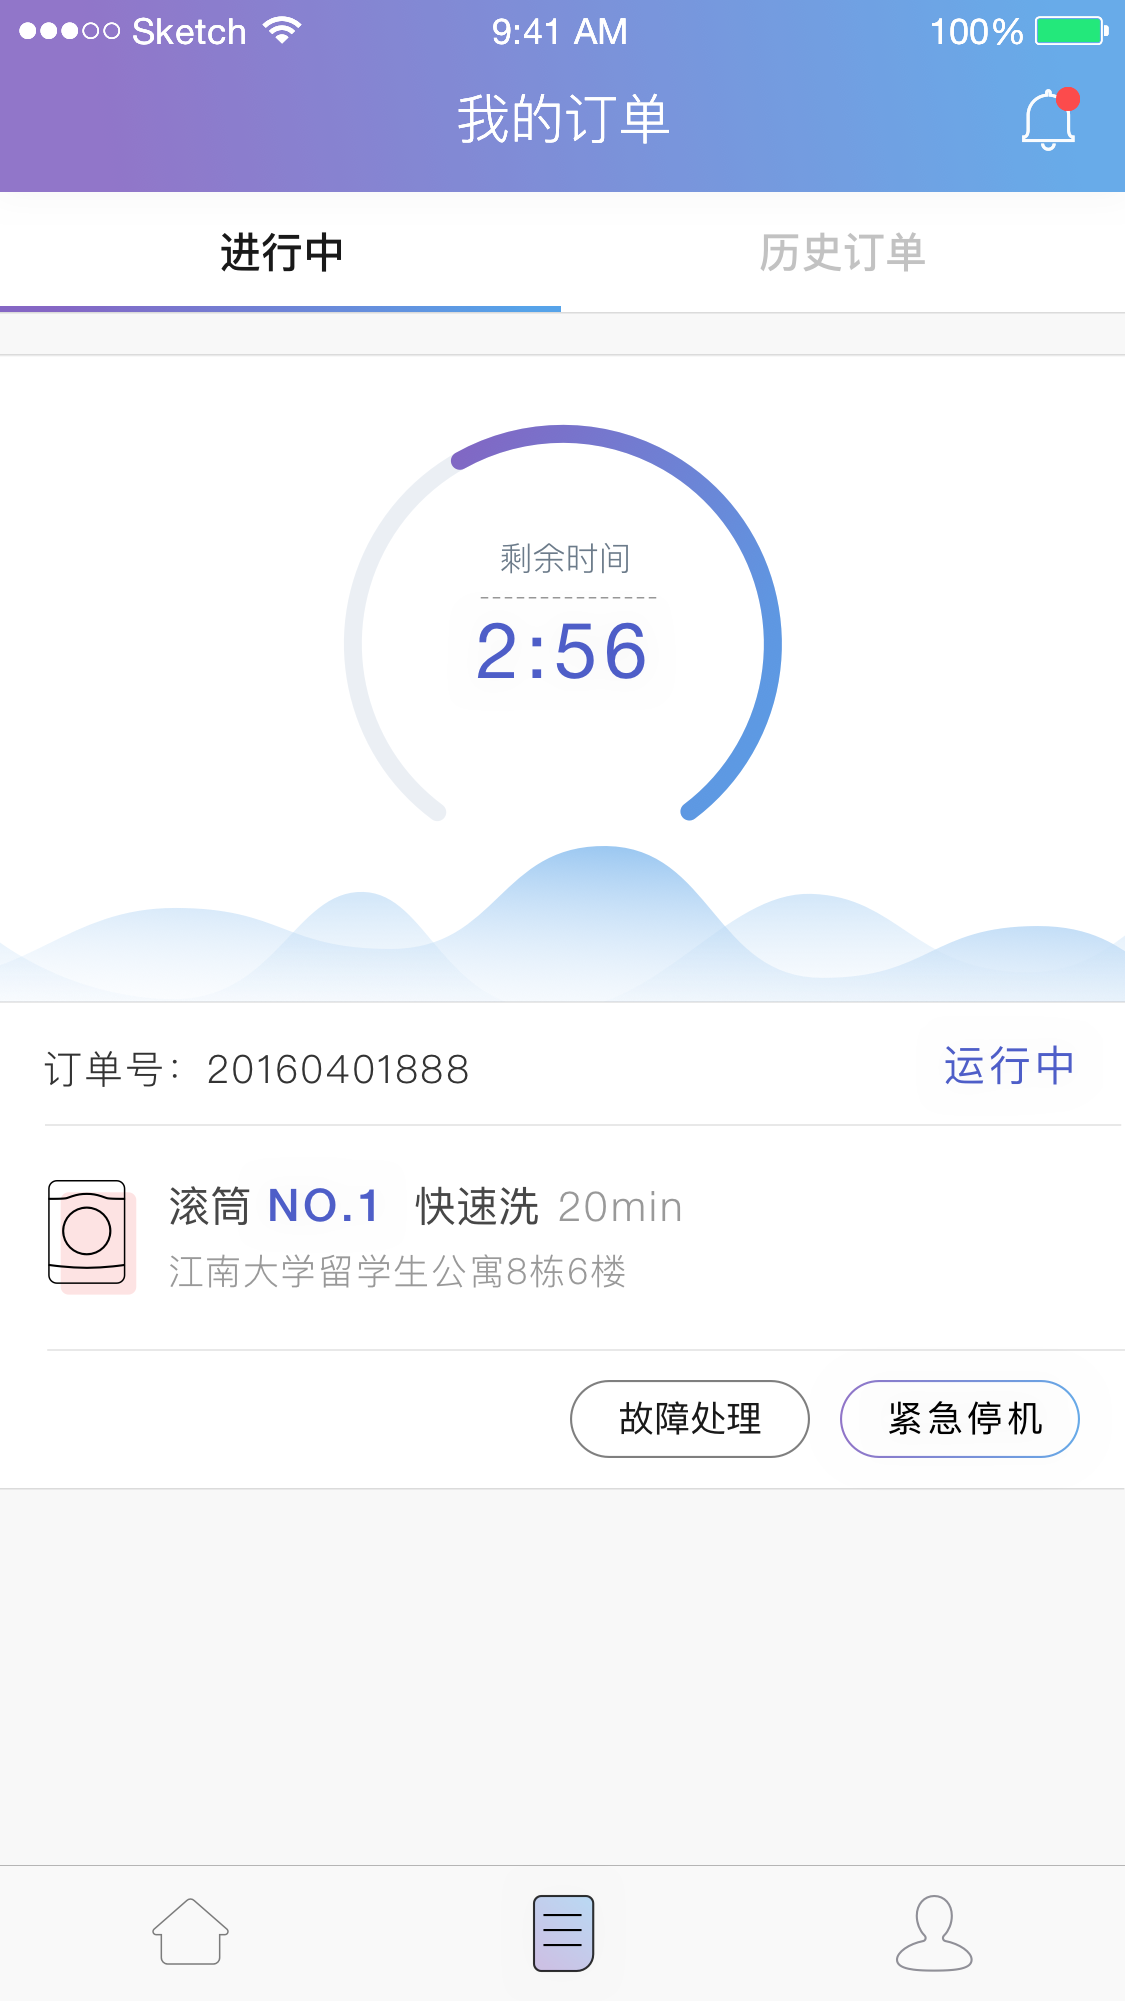 Sketch 9:41 AM 100%
我的订单
进行中 历史订单
剩余时间
2:56
订单号：20160401888 运行中
滚筒 NO.1 快速洗 20min
江南大学留学生公寓8栋6楼
故障处理 紧急停机